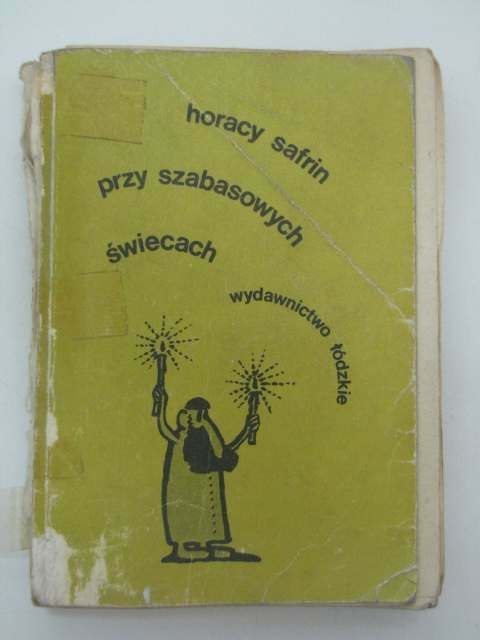 horacy safrin
przy szabasowych
świecach
wydawnictwo łódzkie